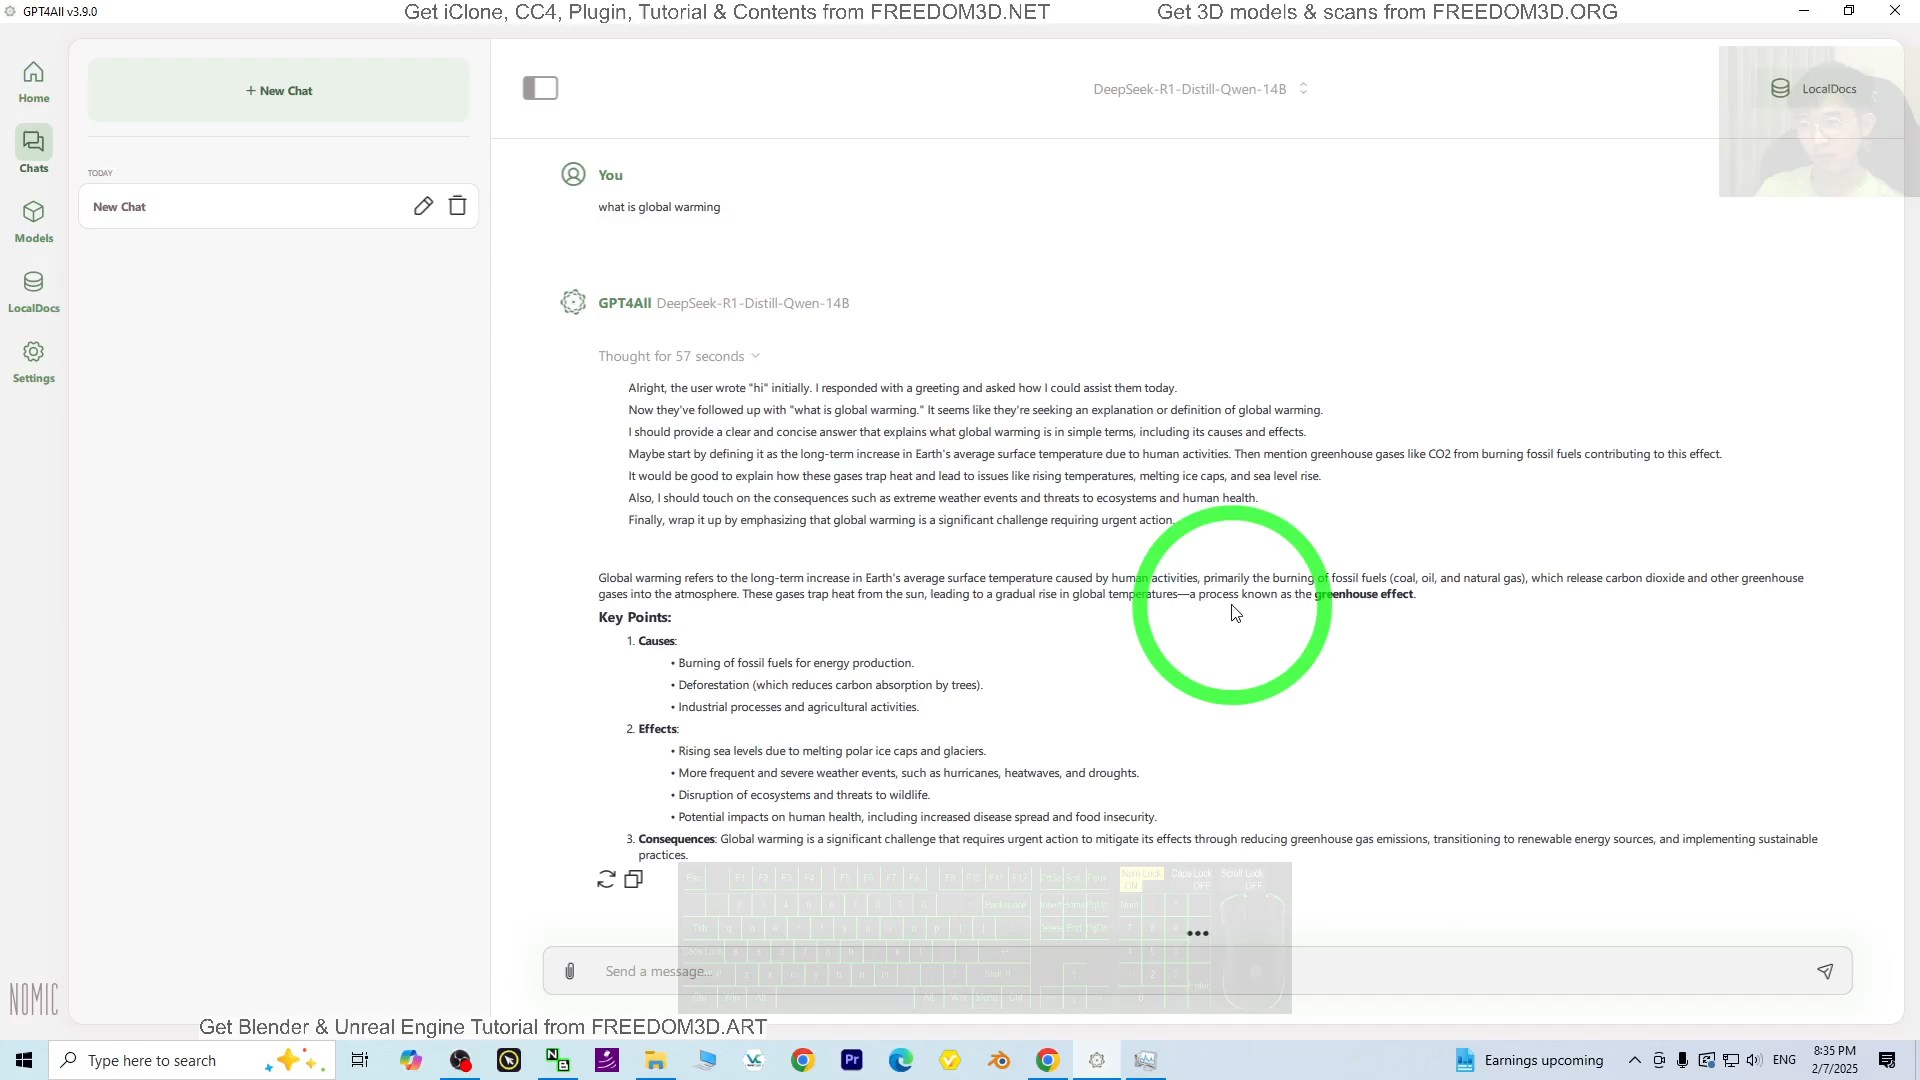 GPT4All v3.9.0
Get iClone, CC4, Plugin, Tutorial & Contents from FREEDOM3D.NET
Get 3D models & scans from FREEDOM3D.ORG
Home
Chats
Models
LocalDocs
Settings
+ New Chat
TODAY
New Chat
DeepSeek-R1-Distill-Qwen-14B
LocalDocs
You
what is global warming
GPT4All DeepSeek-R1-Distill-Qwen-14B
Thought for 57 seconds
Alright, the user wrote "hi" initially. I responded with a greeting and asked how I could assist them today.
Now they've followed up with "what is global warming." It seems like they're seeking an explanation or definition of global warming.
I should provide a clear and concise answer that explains what global warming is in simple terms, including its causes and effects.
Maybe start by defining it as the long-term increase in Earth's average surface temperature due to human activities. Then mention greenhouse gases like CO2 from burning fossil fuels contributing to this effect.
It would be good to explain how these gases trap heat and lead to issues like rising temperatures, melting ice caps, and sea level rise.
Also, I should touch on the consequences such as extreme weather events and threats to ecosystems and human health.
Finally, wrap it up by emphasizing that global warming is a significant challenge requiring urgent action.
Global warming refers to the long-term increase in Earth's average surface temperature caused by human activities, primarily the burning of fossil fuels (coal, oil, and natural gas), which release carbon dioxide and other greenhouse
gases into the atmosphere. These gases trap heat from the sun, leading to a gradual rise in global temperatures—a process known as the greenhouse effect.
Key Points:
1. Causes:
• Burning of fossil fuels for energy production.
• Deforestation (which reduces carbon absorption by trees).
• Industrial processes and agricultural activities.
2. Effects:
• Rising sea levels due to melting polar ice caps and glaciers.
• More frequent and severe weather events, such as hurricanes, heatwaves, and droughts.
• Disruption of ecosystems and threats to wildlife.
• Potential impacts on human health, including increased disease spread and food insecurity.
3. Consequences: Global warming is a significant challenge that requires urgent action to mitigate its effects through reducing greenhouse gas emissions, transitioning to renewable energy sources, and implementing sustainable
practices.
Num Lock
ON
Caps Lock
OFF
Scroll Lock
OFF
Send a message...
NOMIC
Get Blender & Unreal Engine Tutorial from FREEDOM3D.ART
Type here to search
Earnings upcoming
ENG
8:35 PM
2/7/2025